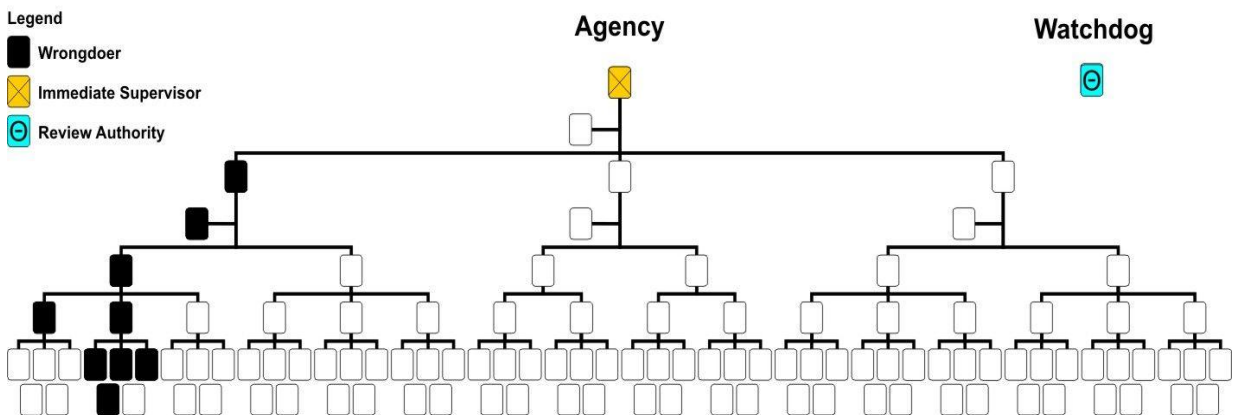 Legend
Wrongdoer
Immediate Supervisor
Review Authority
Agency
Watchdog